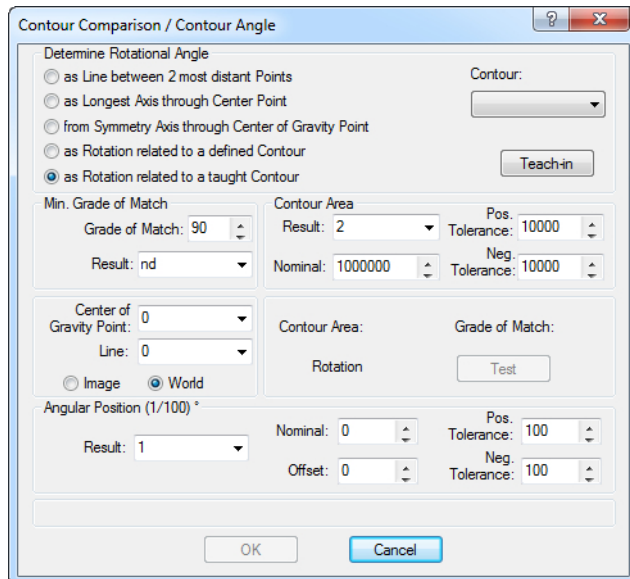 Contour Comparison / Contour Angle
Determine Rotational Angle
as Line between 2 most distant Points
Contour:
as Longest Axis through Center Point
from Symmetry Axis through Center of Gravity Point
as Rotation related to a defined Contour
as Rotation related to a taught Contour
Teach-in
Min. Grade of Match
Grade of Match: 90
Result: nd
Contour Area
Result: 2
Pos. Tolerance: 10000
Nominal: 1000000
Neg. Tolerance: 10000
Center of
Gravity Point: 0
Line: 0
Image World
Contour Area: Grade of Match:
Rotation Test
Angular Position (1/100) °
Result: 1
Nominal: 0
Pos. Tolerance: 100
Offset: 0
Neg. Tolerance: 100
OK Cancel